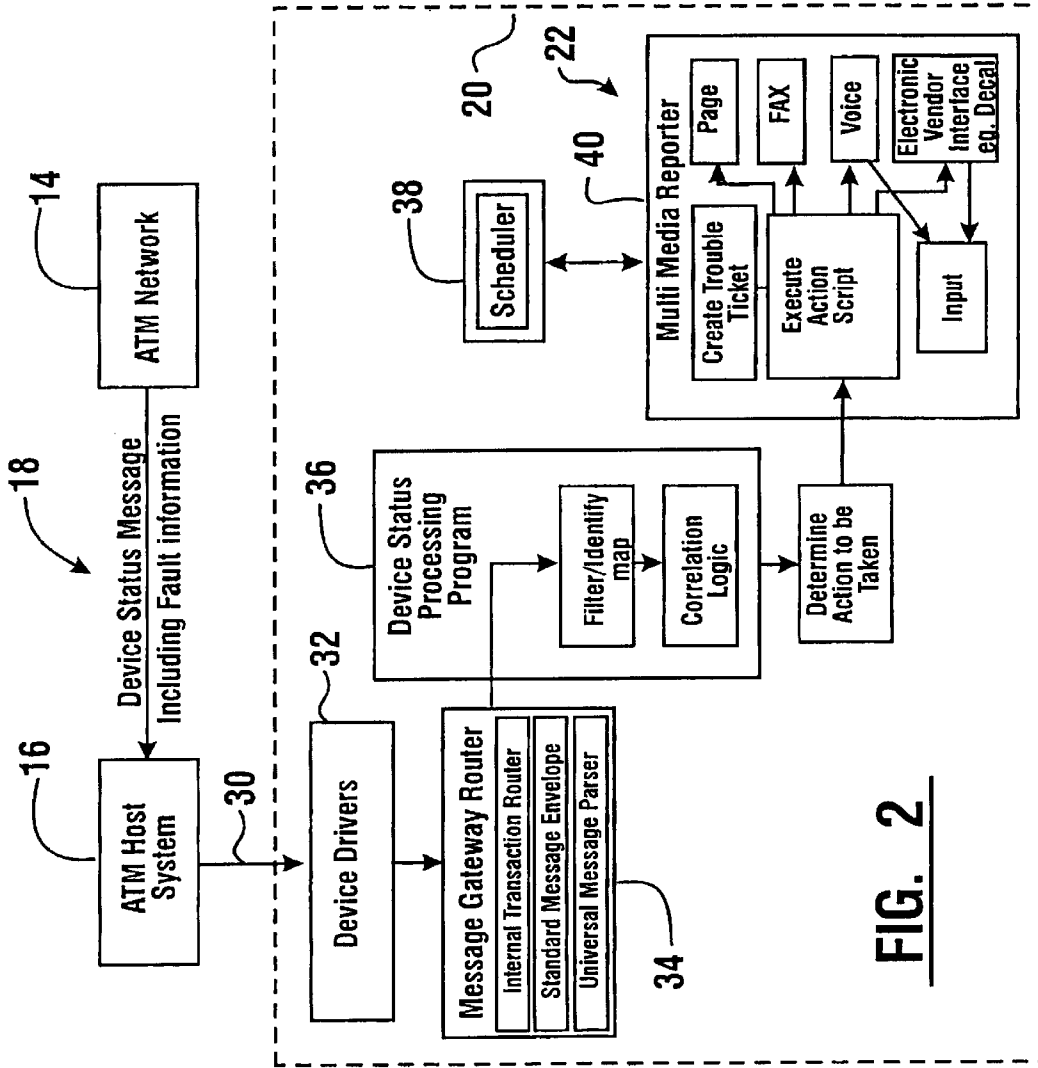 14
ATM Network
18
Device Status Message
Including Fault information
16
ATM Host
System
30
20
22
38
Scheduler
40
Multi Media Reporter
Create Trouble
Ticket
Execute
Action
Script
Page
FAX
Voice
Electronic
Vendor
Interface
eg. Decal
Input
36
Device Status
Processing
Program
Filter/Identify
map
Correlation
Logic
Determine
Action to be
Taken
32
Device Drivers
Message Gateway Router
Internal Transaction Router
Standard Message Envelope
Universal Message Parser
34
FIG. 2